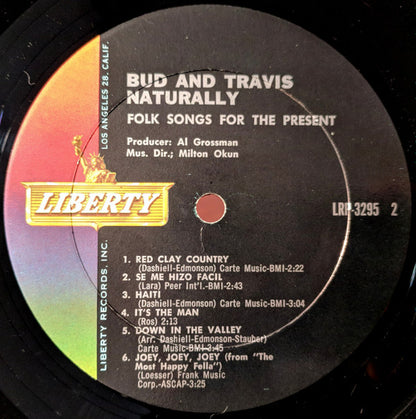 BUD AND TRAVIS
NATURALLY
FOLK SONGS FOR THE PRESENT
Producer: Al Grossman
Mus. Dir.; Milton Okun
LOS ANGELES 28, CALIF.
LIBERTY
LIBERTY RECORDS, INC.
LRP-3295 2
1. RED CLAY COUNTRY
(Dashiell-Edmonson) Carte Music-BMI-2:22
2. SE ME HIZO FACIL
(Lara) Peer Int'l.-BMI-2:43
3. HAITI
(Dashiell-Edmonson) Carte Music-BMI-3:04
4. IT'S THE MAN
(Ros) 2:13
5. DOWN IN THE VALLEY
(Arr. Dashiell-Edmonson-Stauber)
Carte Music-BMI-3:45
6. JOEY, JOEY, JOEY (from "The
Most Happy Fella")
(Loesser) Frank Music
Corp.-ASCAP-3:25